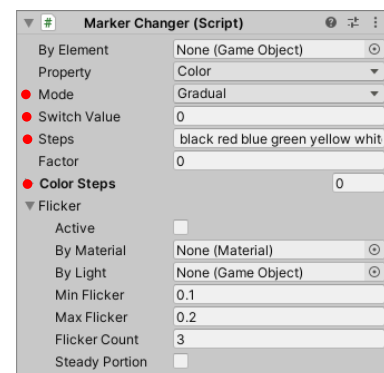 Marker Changer (Script)
By Element None (Game Object)
Property Color
Mode Gradual
Switch Value 0
Steps black red blue green yellow whit
Factor 0
Color Steps 0
Flicker
Active
By Material None (Material)
By Light None (Game Object)
Min Flicker 0.1
Max Flicker 0.2
Flicker Count 3
Steady Portion